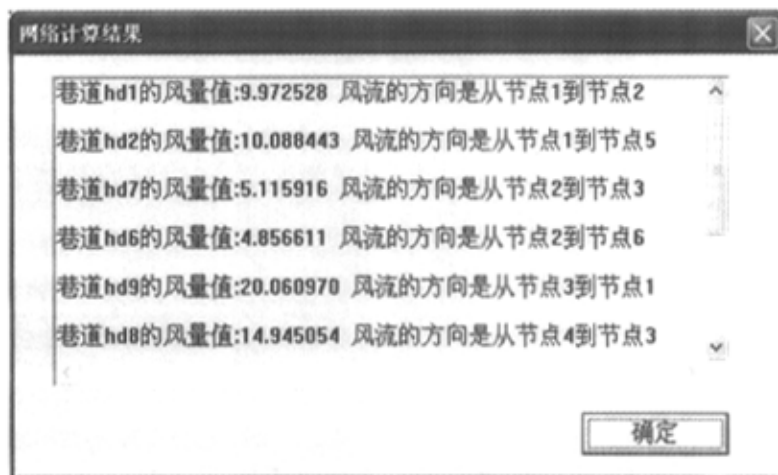 网络计算结果
巷道hd1的风量值:9.972528 风流的方向是从节点1到节点2
巷道hd2的风量值:10.088443 风流的方向是从节点1到节点5
巷道hd7的风量值:5.115916 风流的方向是从节点2到节点3
巷道hd6的风量值:4.856611 风流的方向是从节点2到节点6
巷道hd9的风量值:20.060970 风流的方向是从节点3到节点1
巷道hd8的风量值:14.945054 风流的方向是从节点4到节点3
确定